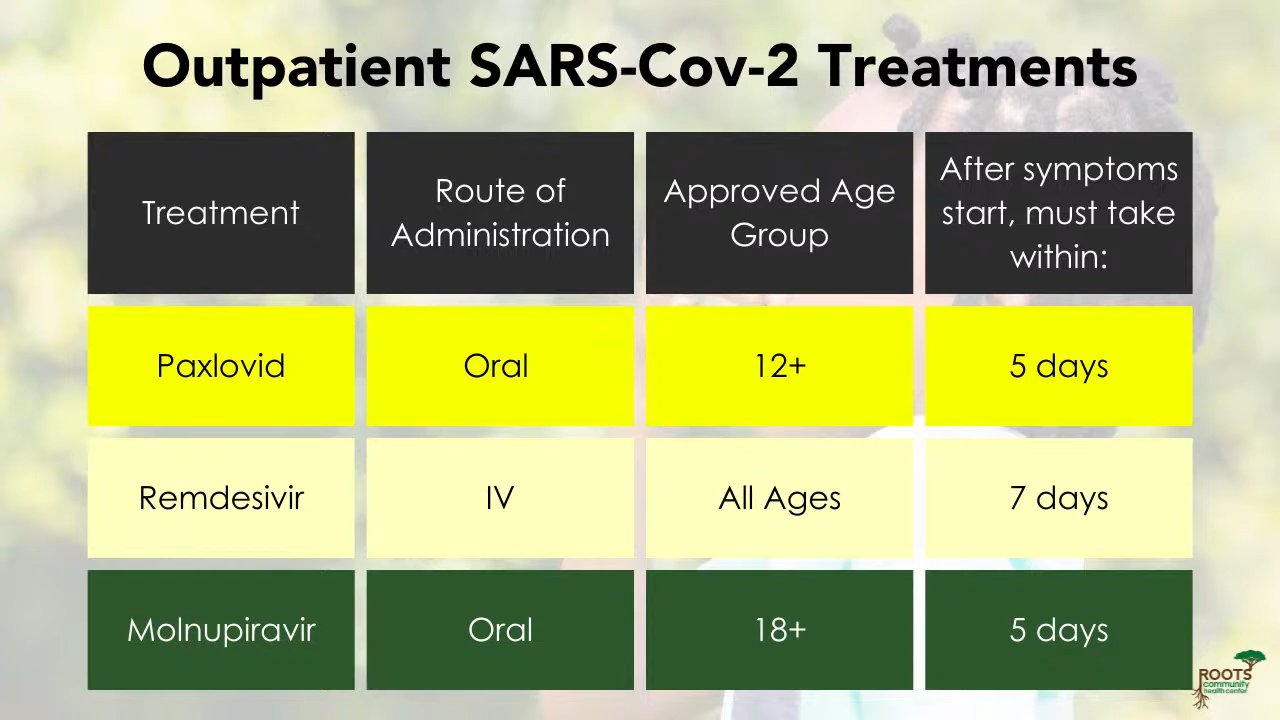 Outpatient SARS-Cov-2 Treatments
Treatment
Route of
Administration
Approved Age
Group
After symptoms
start, must take
within:
Paxlovid
Oral
12+
5 days
Remdesivir
IV
All Ages
7 days
Molnupiravir
Oral
18+
5 days
ROOTS
community
health center